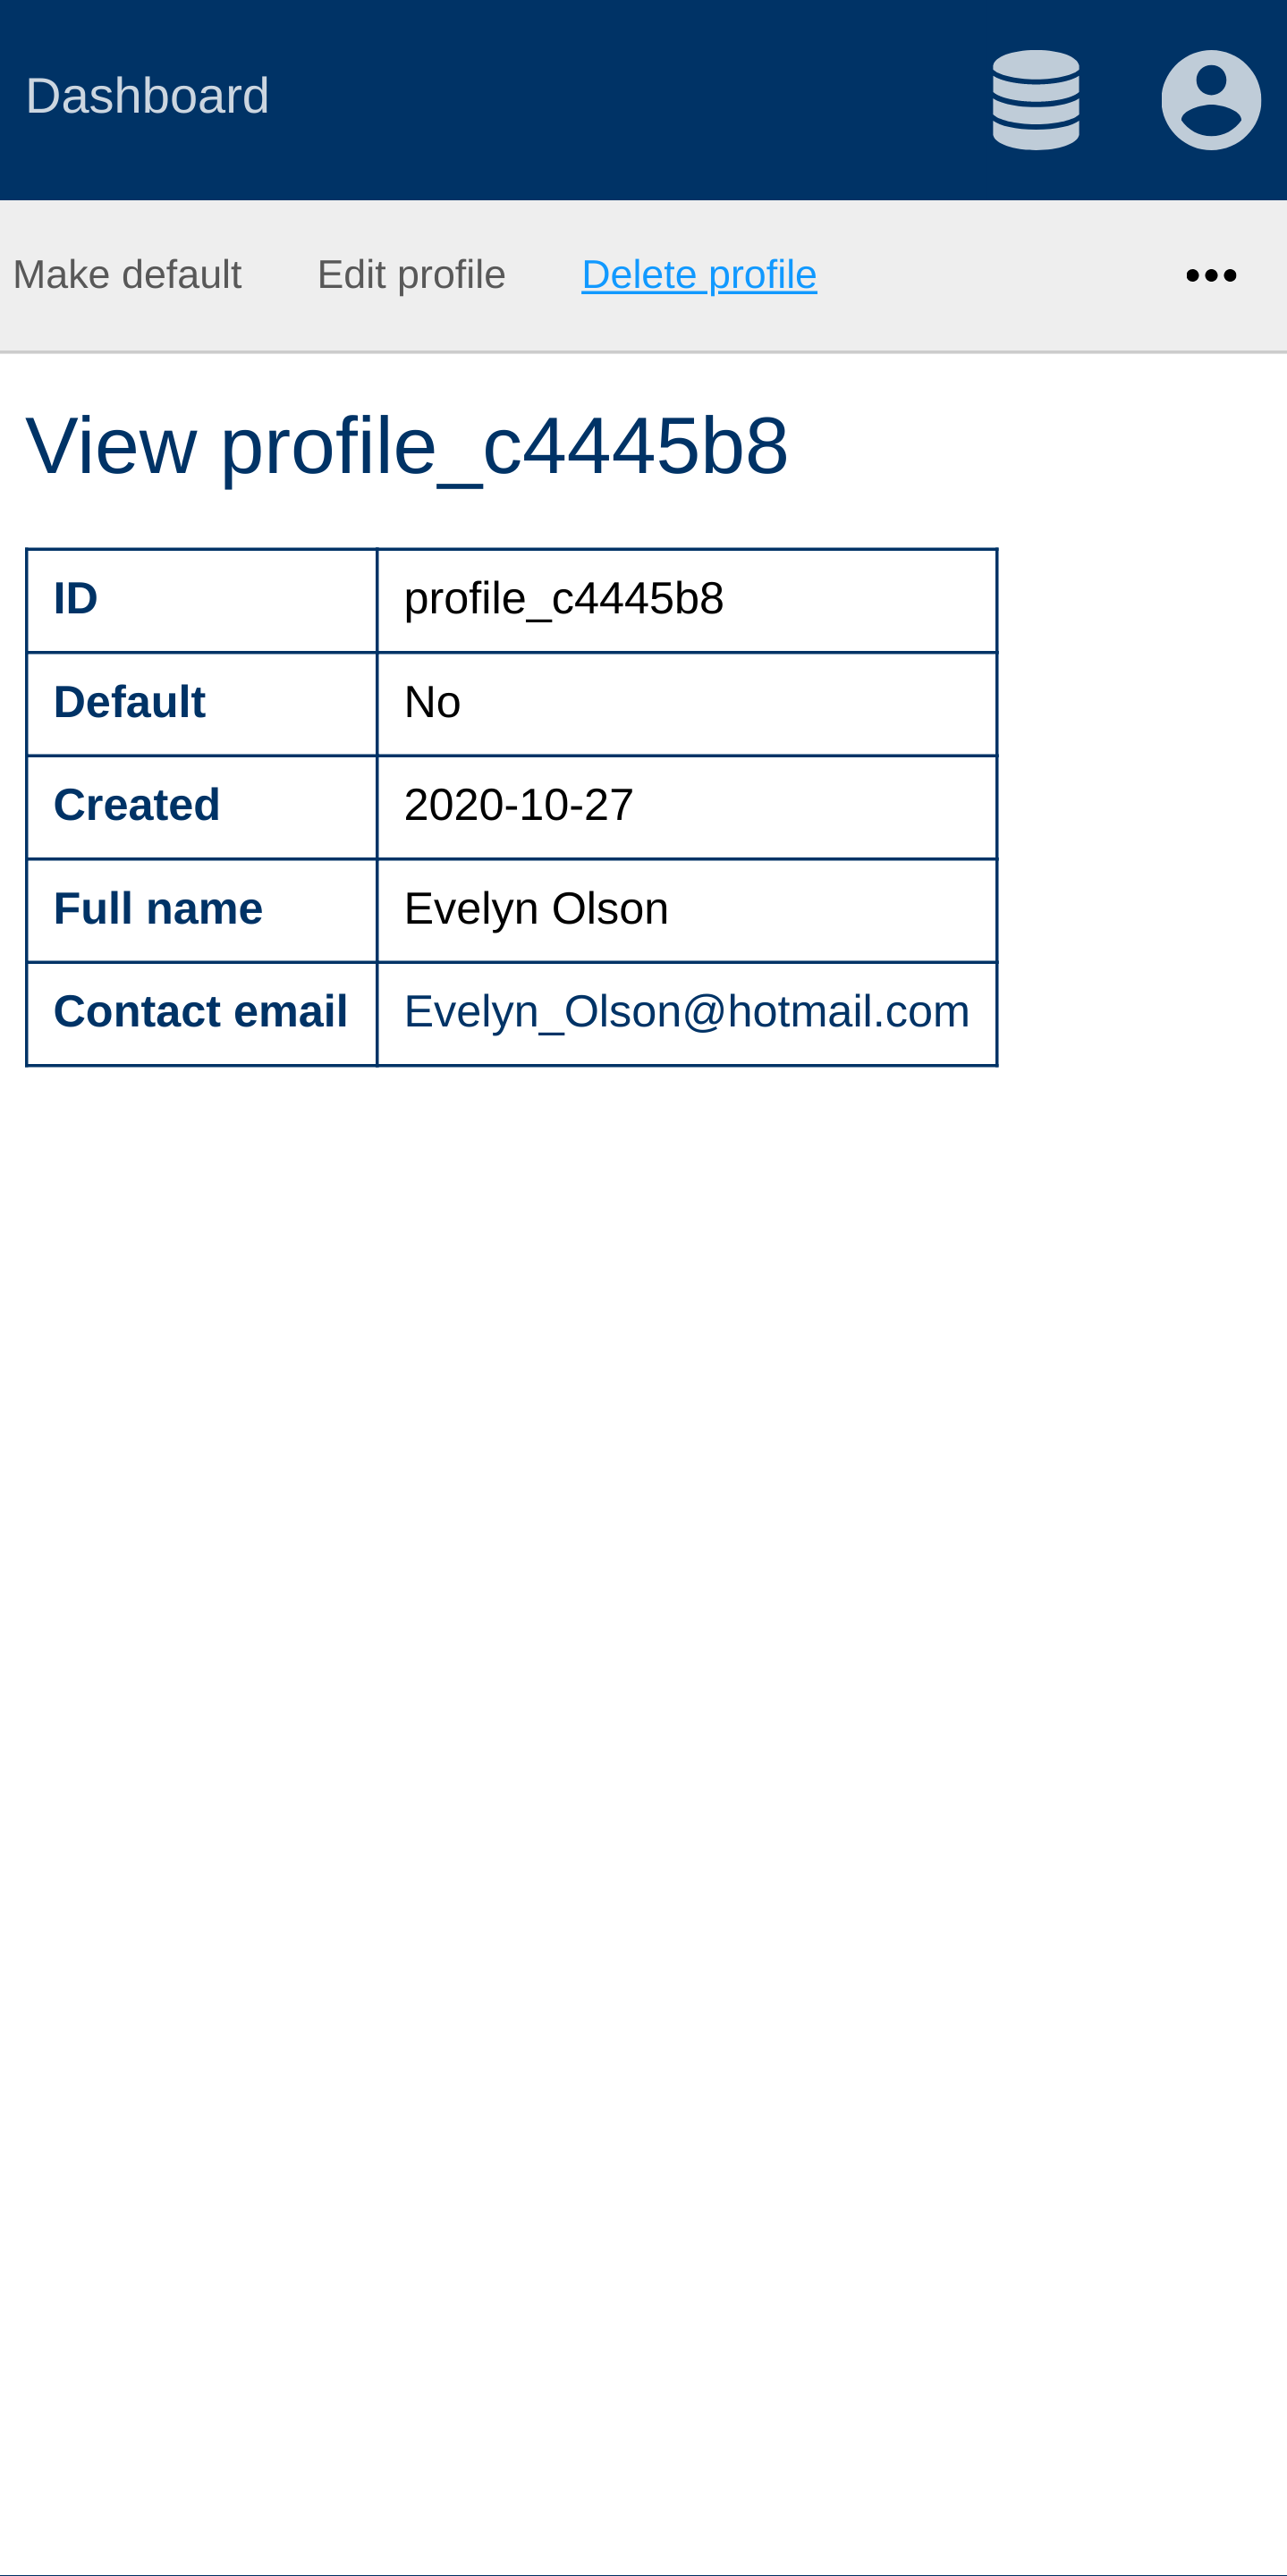 Dashboard
Make default Edit profile Delete profile
View profile_c4445b8
ID profile_c4445b8
Default No
Created 2020-10-27
Full name Evelyn Olson
Contact email Evelyn_Olson@hotmail.com